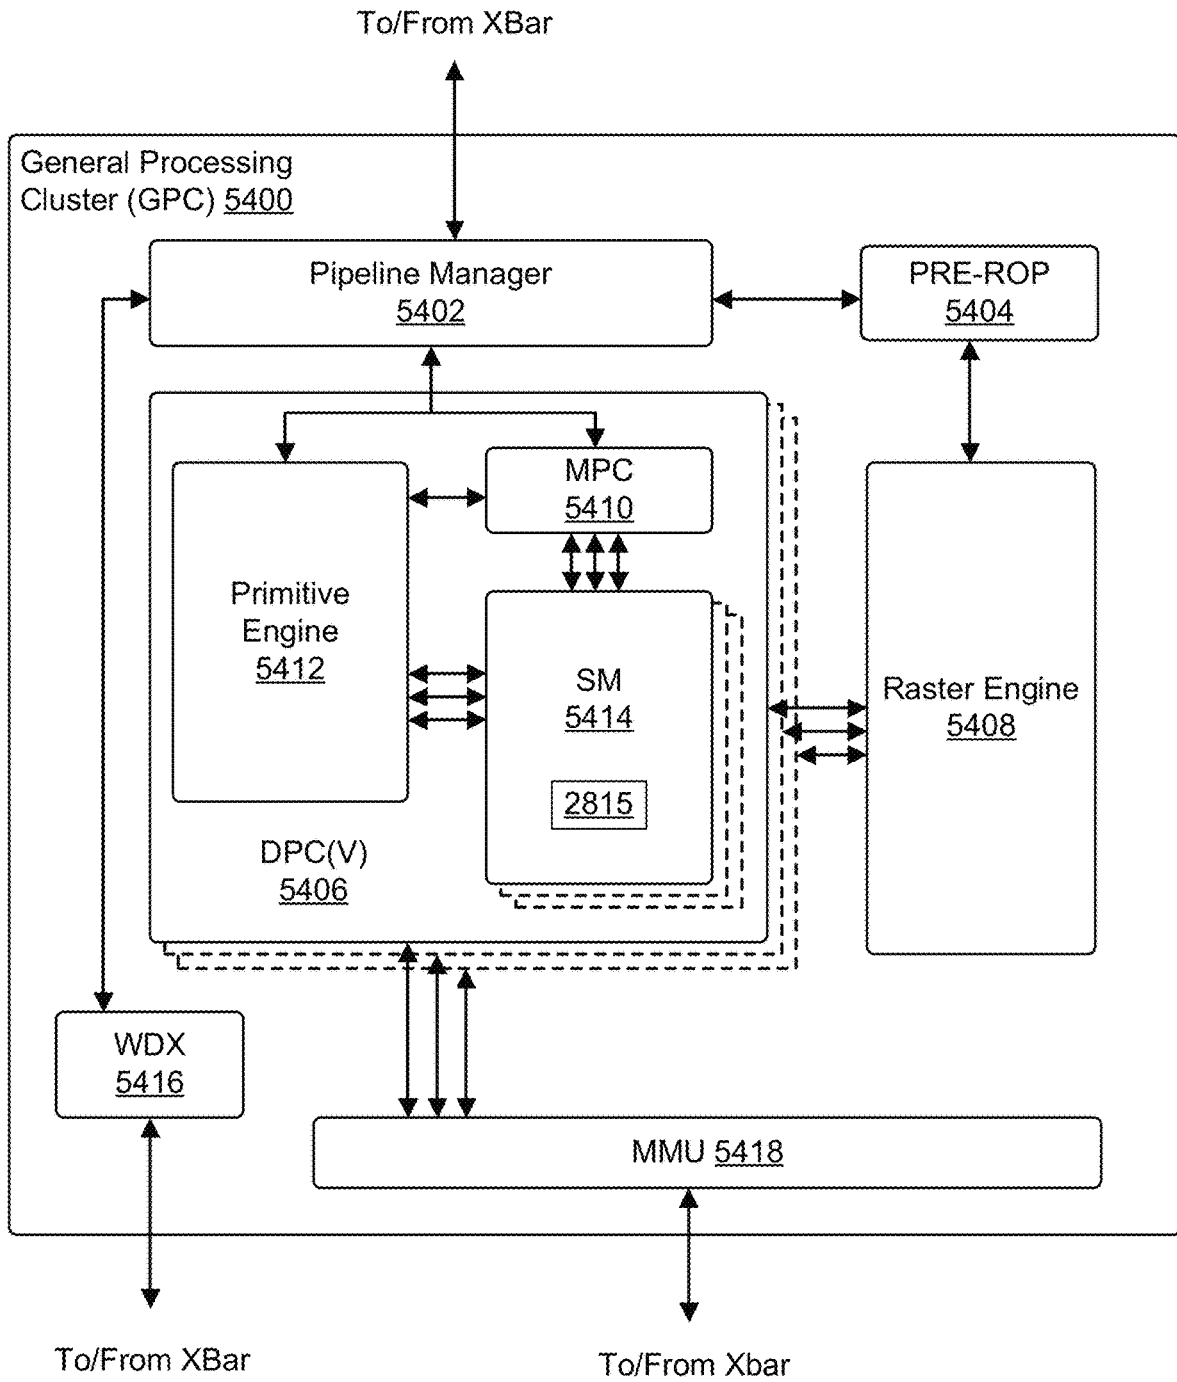 To/From XBar
General Processing
Cluster (GPC) 5400
Pipeline Manager
5402
PRE-ROP
5404
MPC
5410
Primitive
Engine
5412
SM
5414
2815
Raster Engine
5408
DPC(V)
5406
WDX
5416
MMU 5418
To/From XBar
To/From Xbar